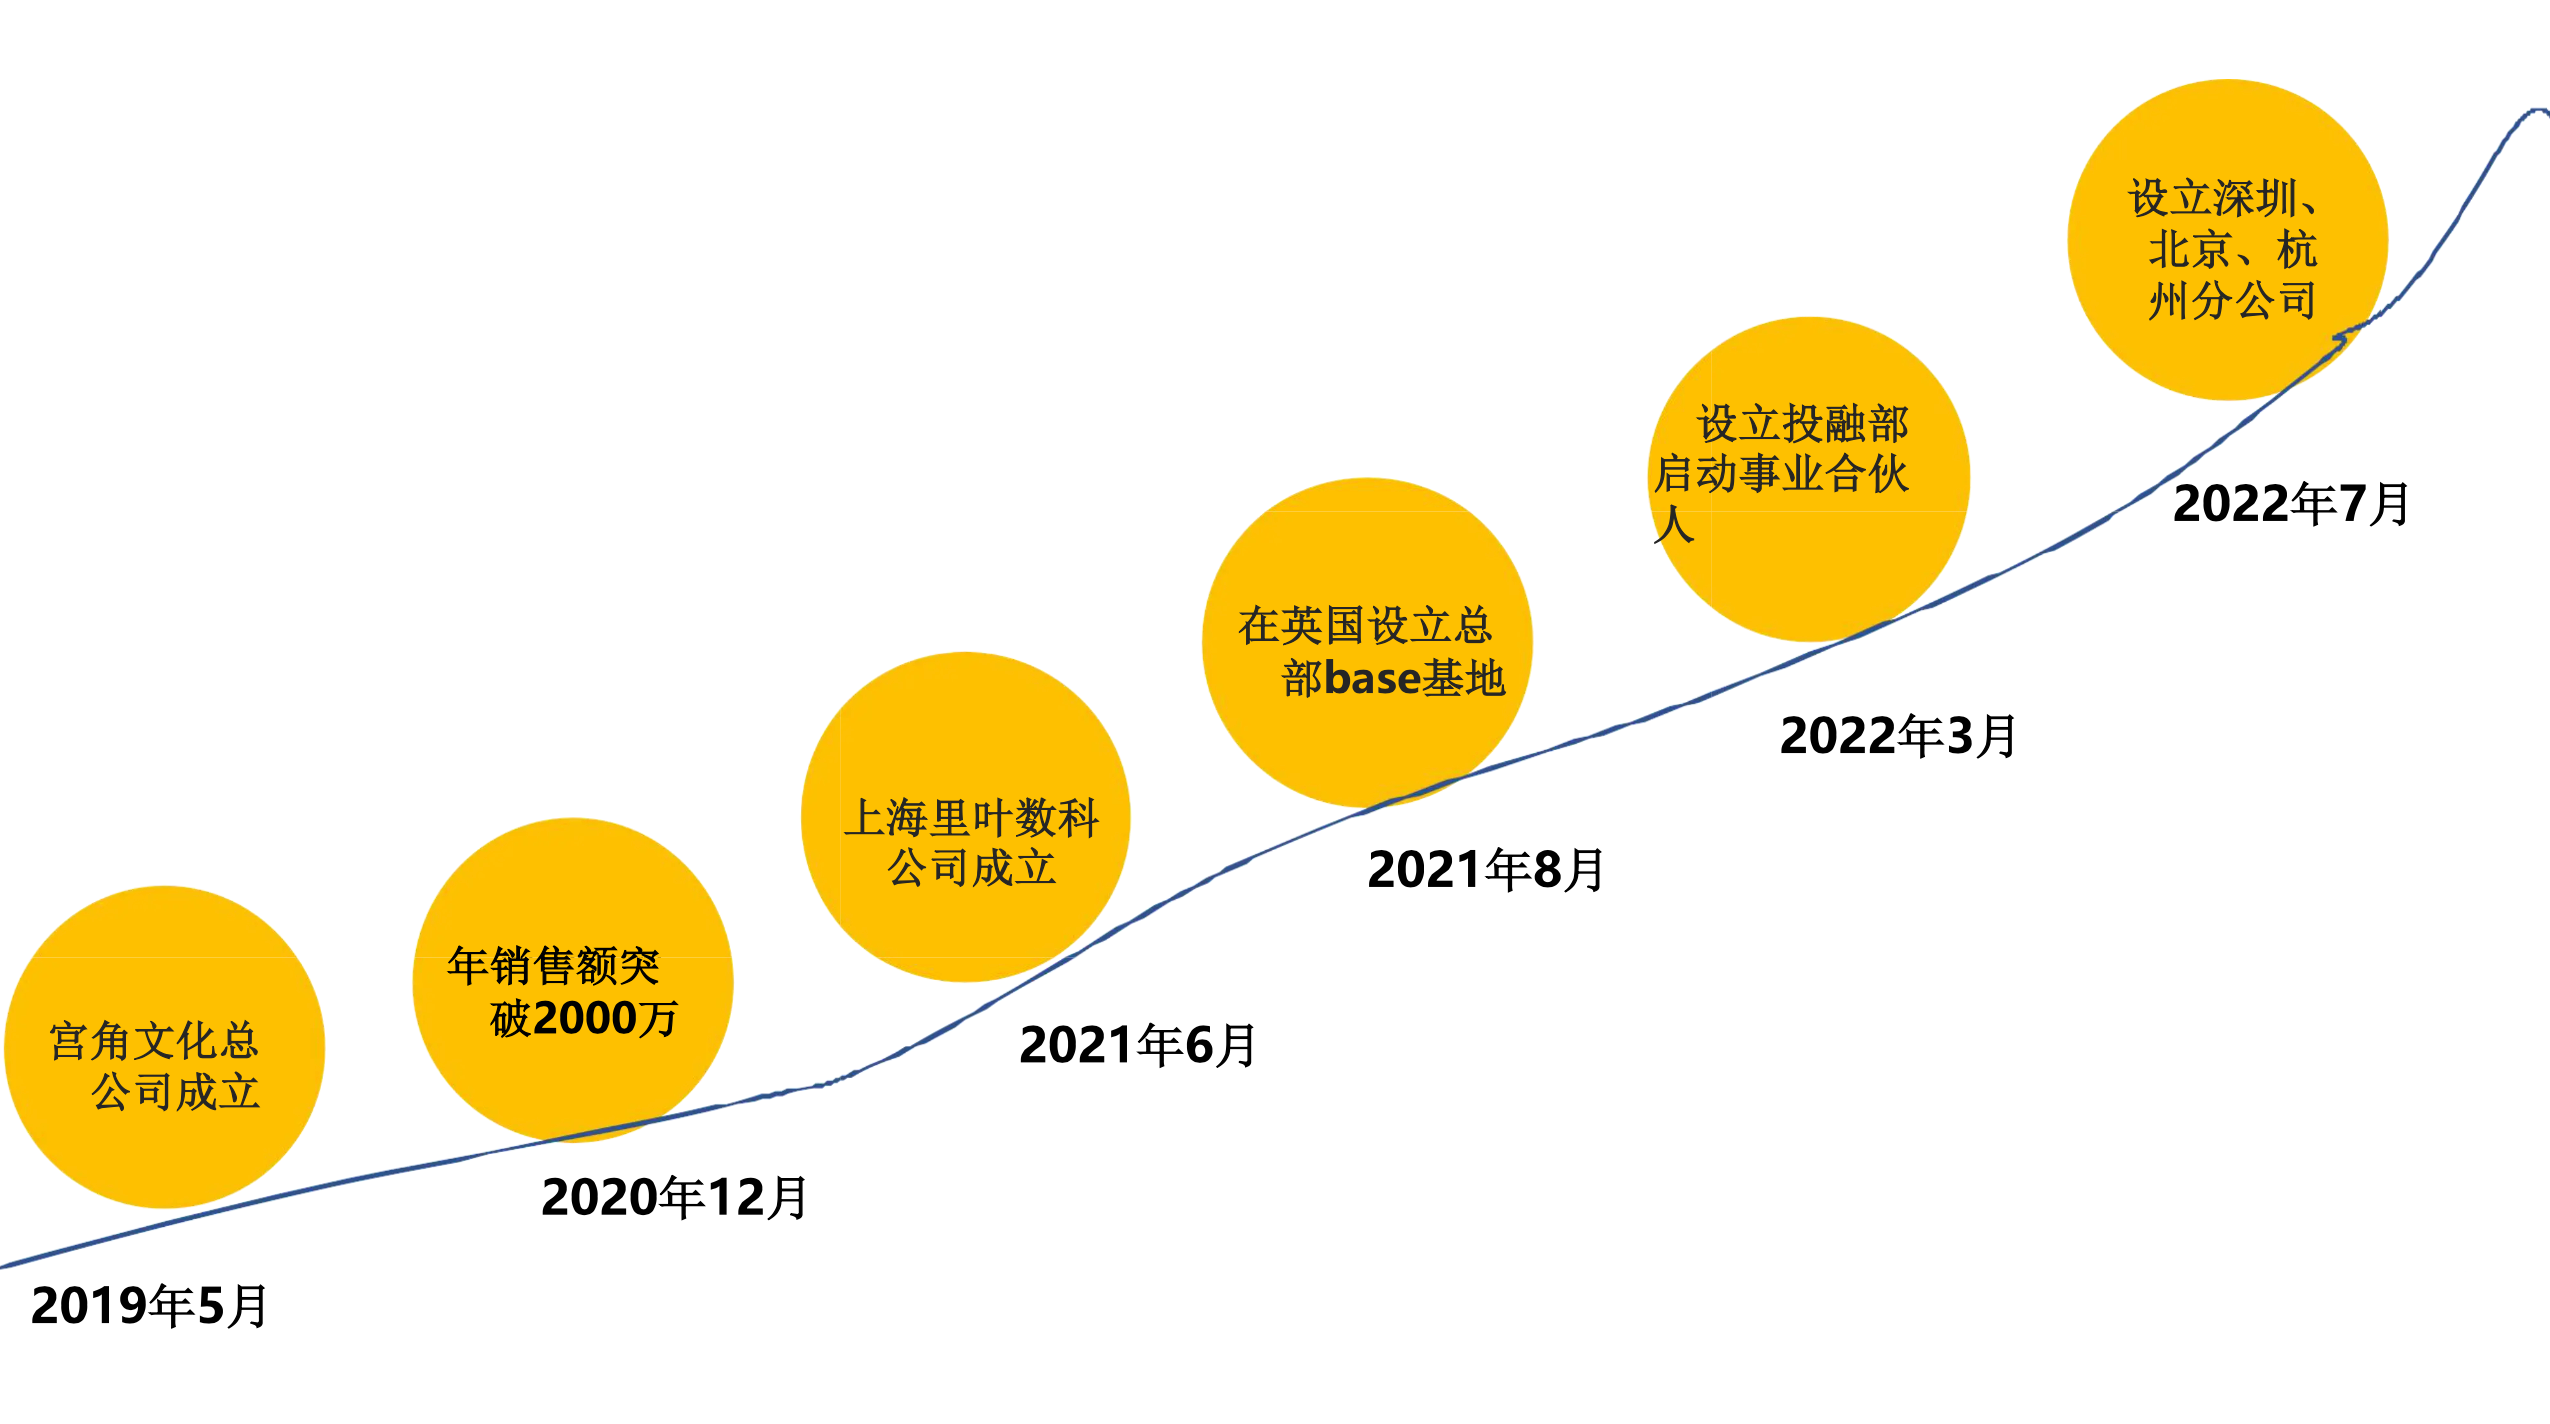 宫角文化总
公司成立
2019年5月
年销售额突
破2000万
2020年12月
上海里叶数科
公司成立
2021年6月
在英国设立总
部base基地
2021年8月
设立投融部
启动事业合伙
人
2022年3月
设立深圳、
北京、杭
州分公司
2022年7月